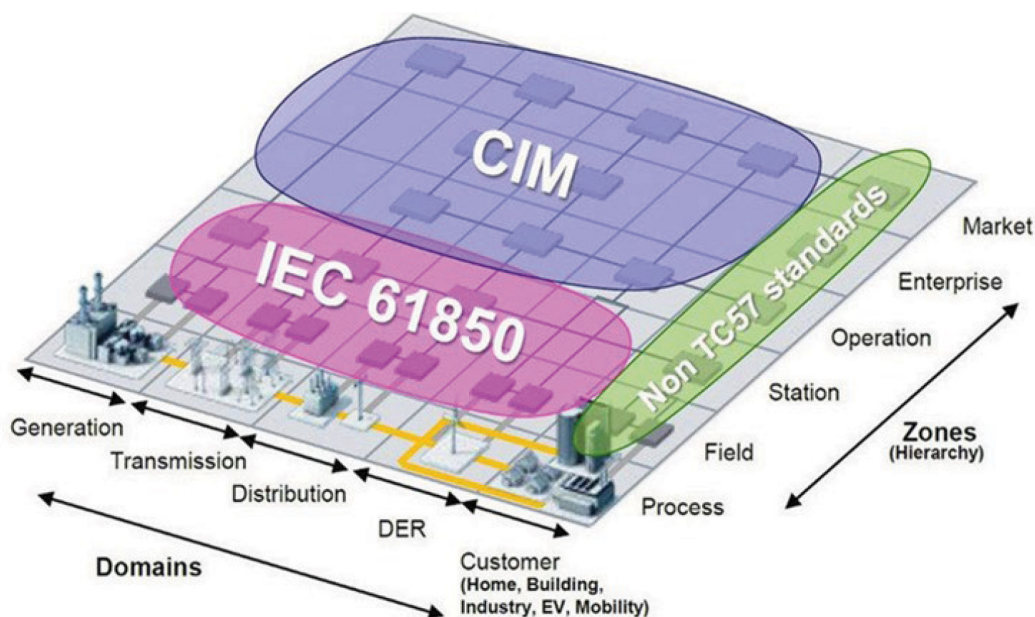 CIM
IEC 61850
Non TC57 standards
Market
Enterprise
Operation
Station
Field
Process
Zones
(Hierarchy)
Generation
Transmission
Distribution
DER
Customer
(Home, Building,
Industry, EV, Mobility)
Domains